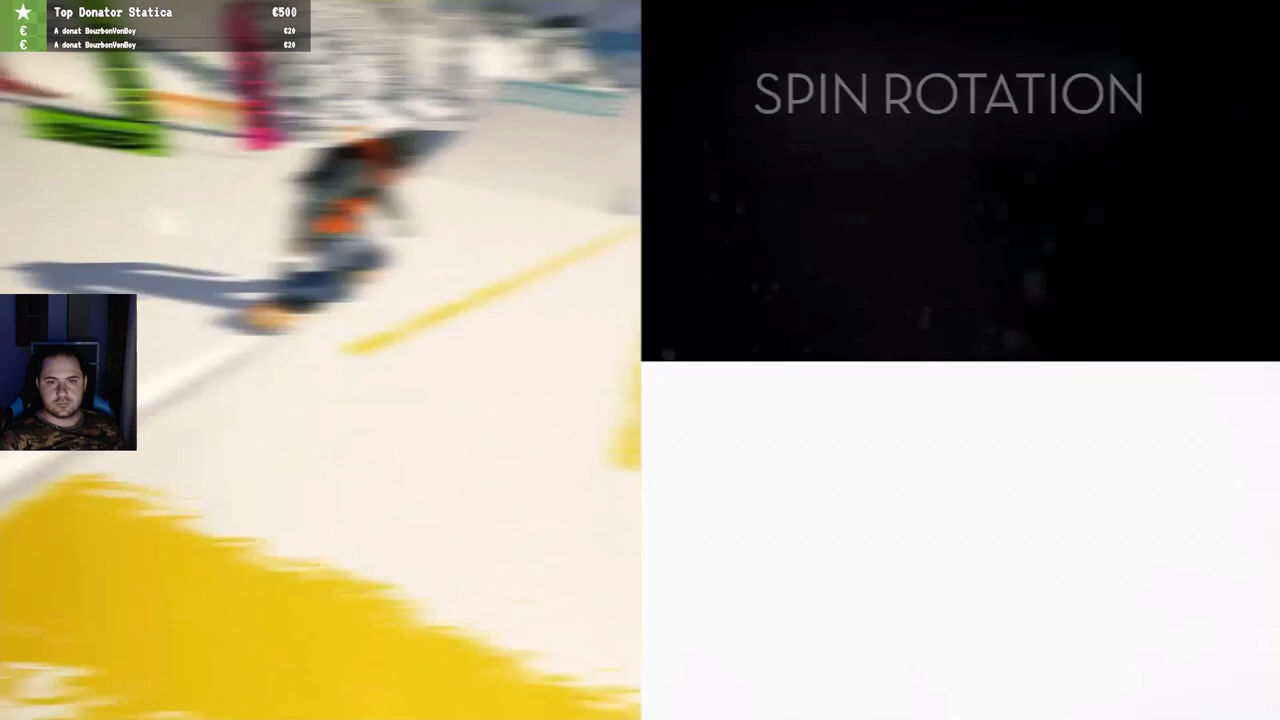 Top Donator Statica €500
€ A donat BourbonVonBoy €20
€ A donat BourbonVonBoy €20
SPIN ROTATION